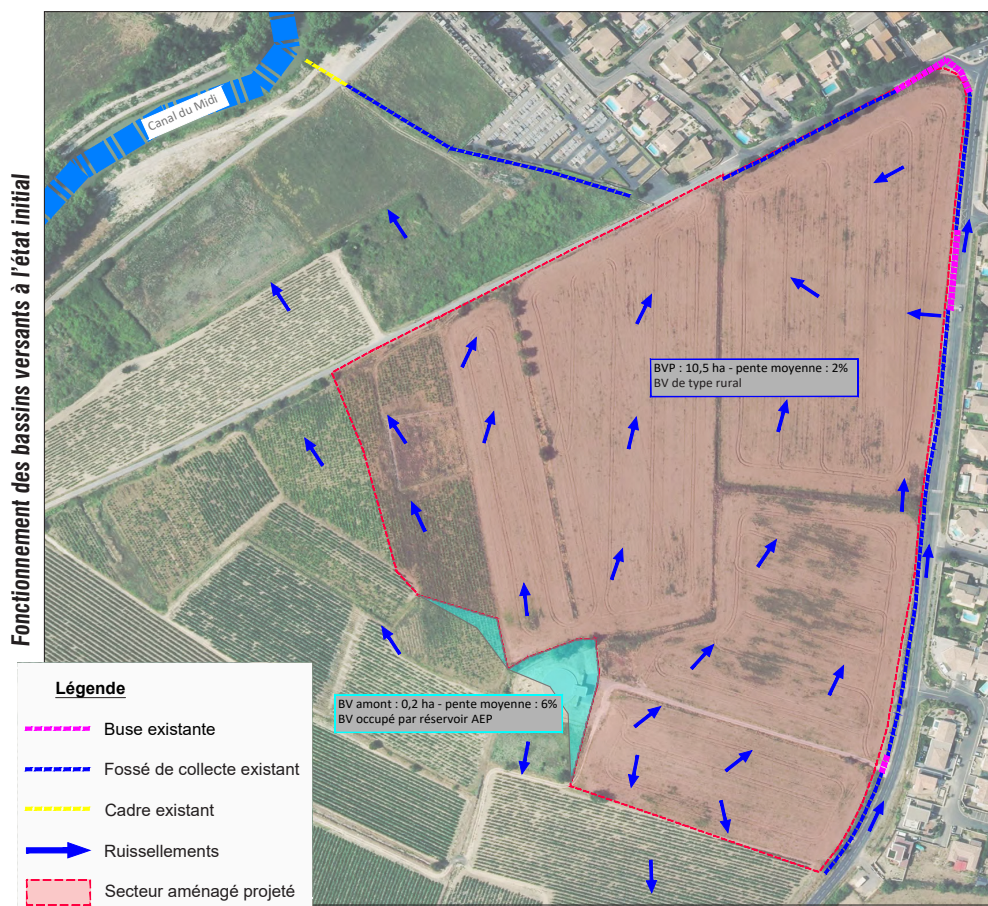 Fonctionnement des bassins versants à l'état initial
Canal du Midi
BVP : 10,5 ha - pente moyenne : 2%
BV de type rural
BV amont : 0,2 ha - pente moyenne : 6%
BV occupé par réservoir AEP
Légende
Buse existante
Fossé de collecte existant
Cadre existant
Ruissellements
Secteur aménagé projeté